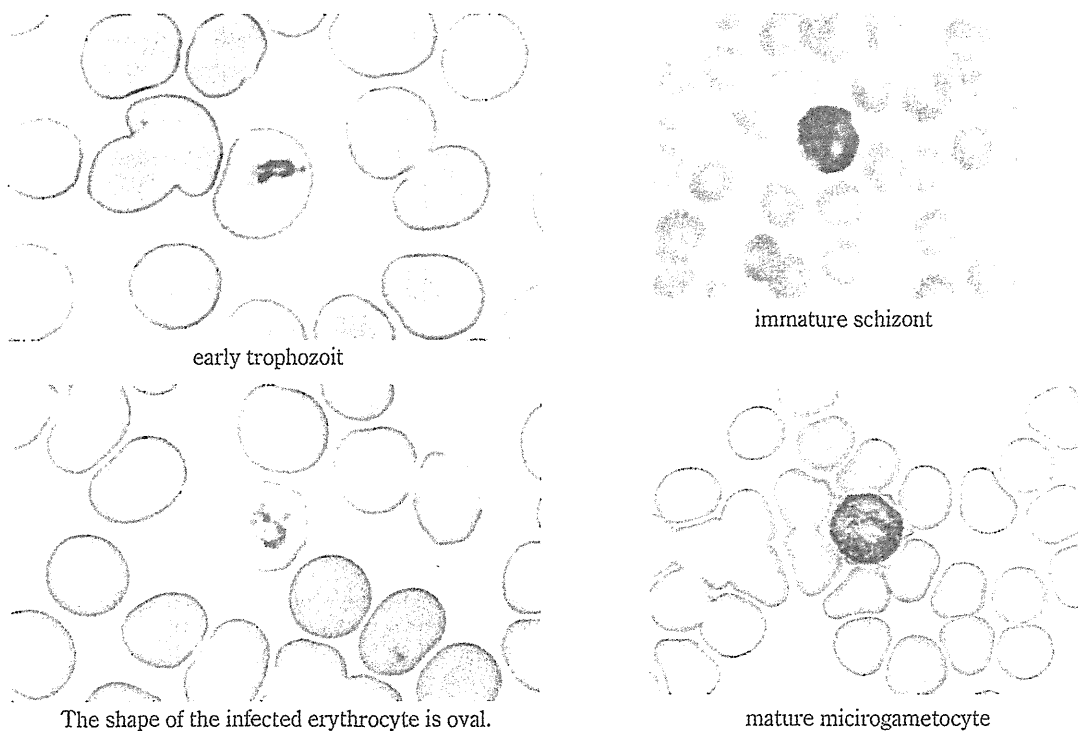 early trophozoit
immature schizont
The shape of the infected erythrocyte is oval.
mature micirogametocyte